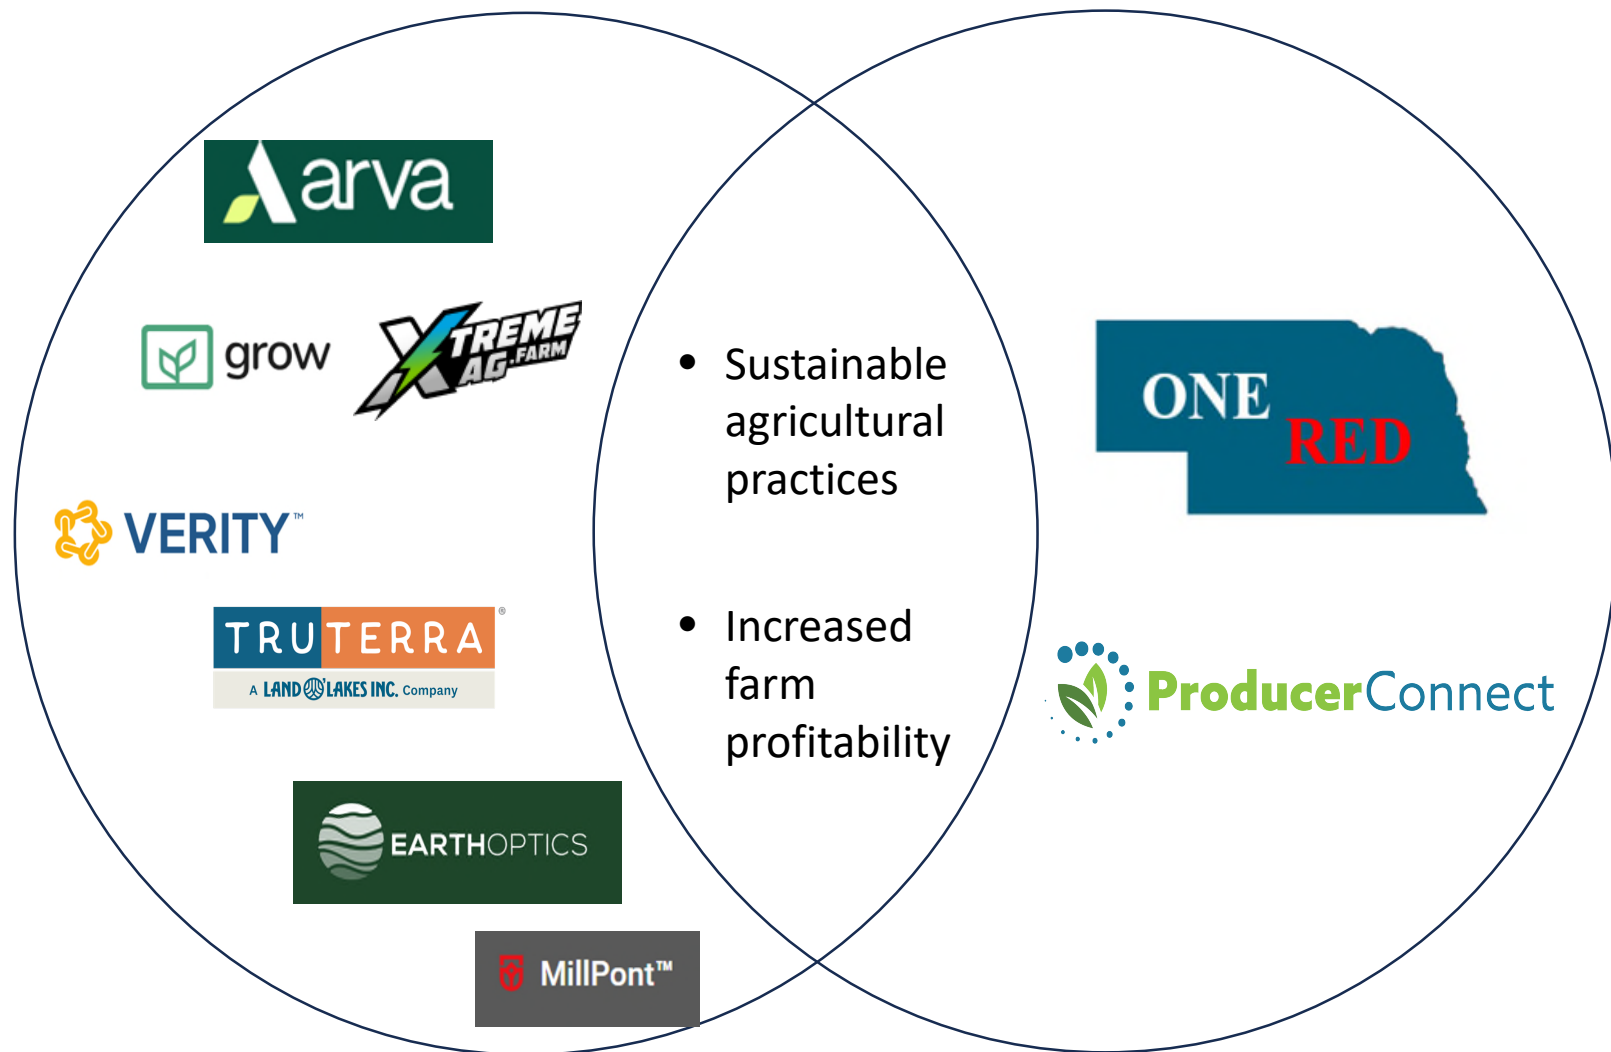 arva
grow
XTREME
AG.FARM
VERITY™
TRUTERRA®
A LAND O'LAKES INC. Company
EARTHOPTICS
MillPont™
• Sustainable
agricultural
practices
• Increased
farm
profitability
ONE
RED
ProducerConnect